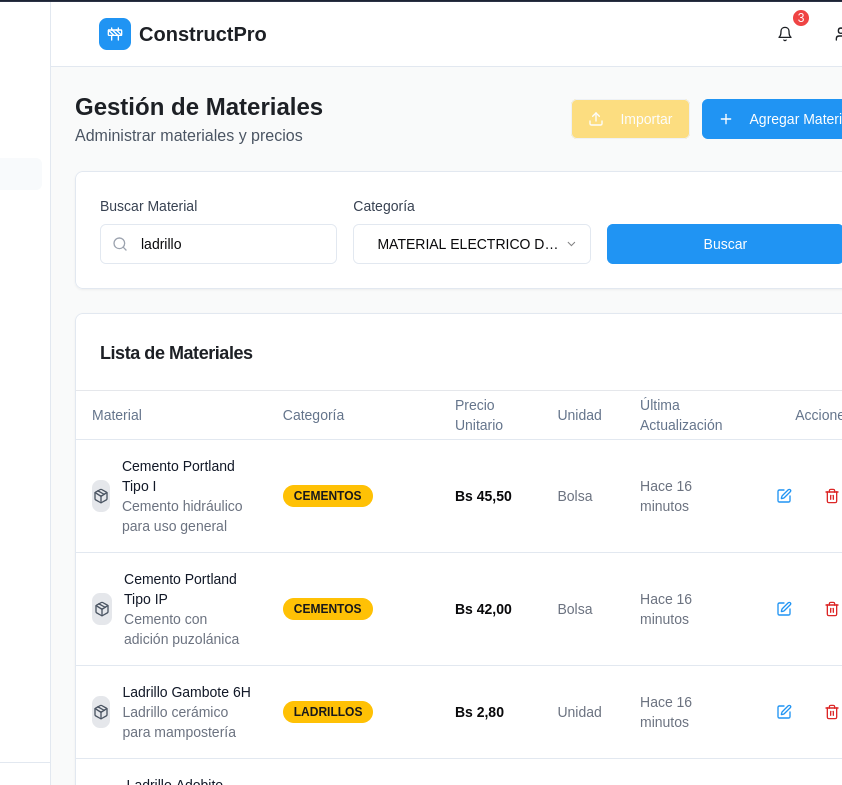 ConstructPro
3
Gestión de Materiales
Administrar materiales y precios
Importar
Agregar Materi
Buscar Material
Categoría
ladrillo
MATERIAL ELECTRICO D…
Buscar
Lista de Materiales
Material
Categoría
Precio
Unitario
Unidad
Última
Actualización
Accione
Cemento Portland
Tipo I
Cemento hidráulico
para uso general
CEMENTOS
Bs 45,50
Bolsa
Hace 16
minutos
Cemento Portland
Tipo IP
Cemento con
adición puzolánica
CEMENTOS
Bs 42,00
Bolsa
Hace 16
minutos
Ladrillo Gambote 6H
Ladrillo cerámico
para mampostería
LADRILLOS
Bs 2,80
Unidad
Hace 16
minutos
Ladrillo Adobito